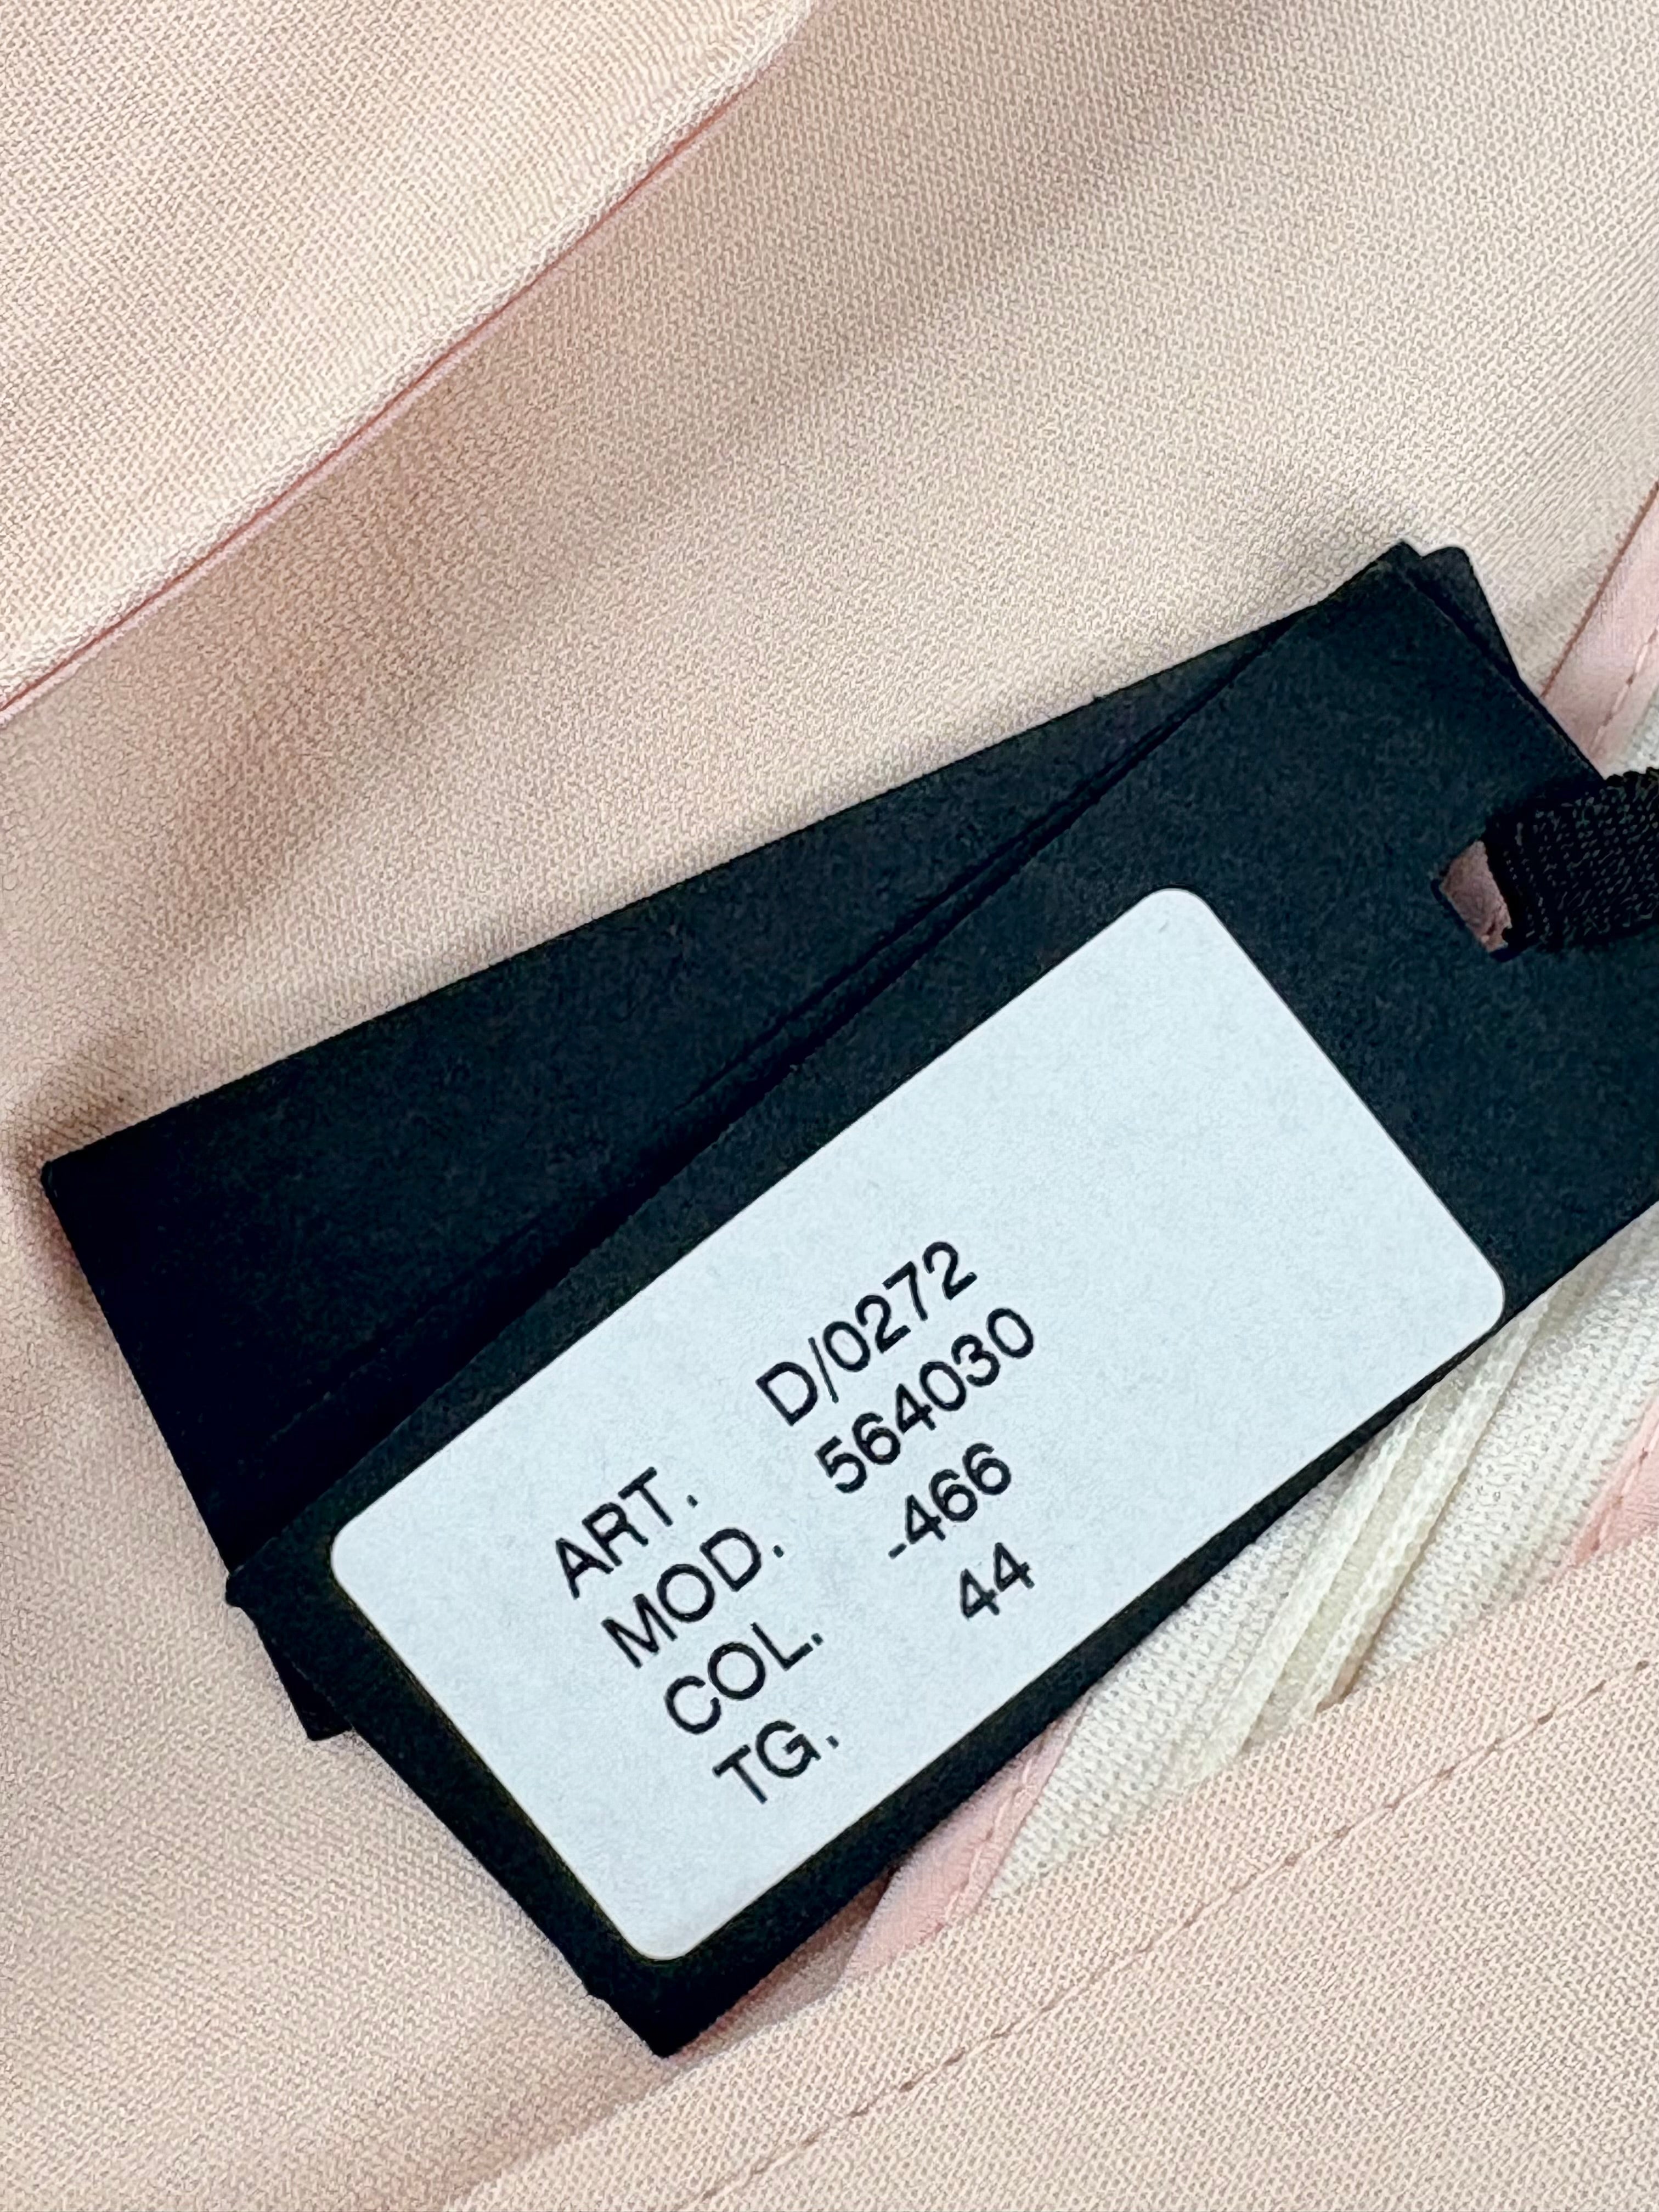 ART. D/0272
MOD. 564030
COL. -466
TG. 44